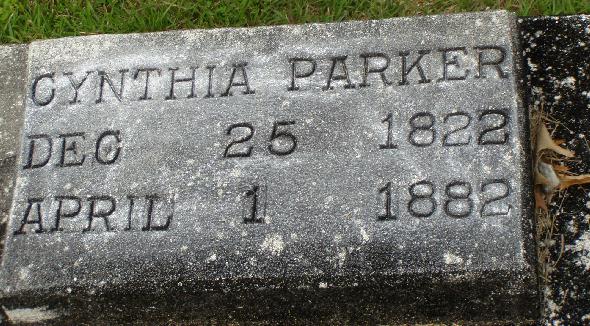 CYNTHIA PARKER
DEC 25 1822
APRIL 1 1882